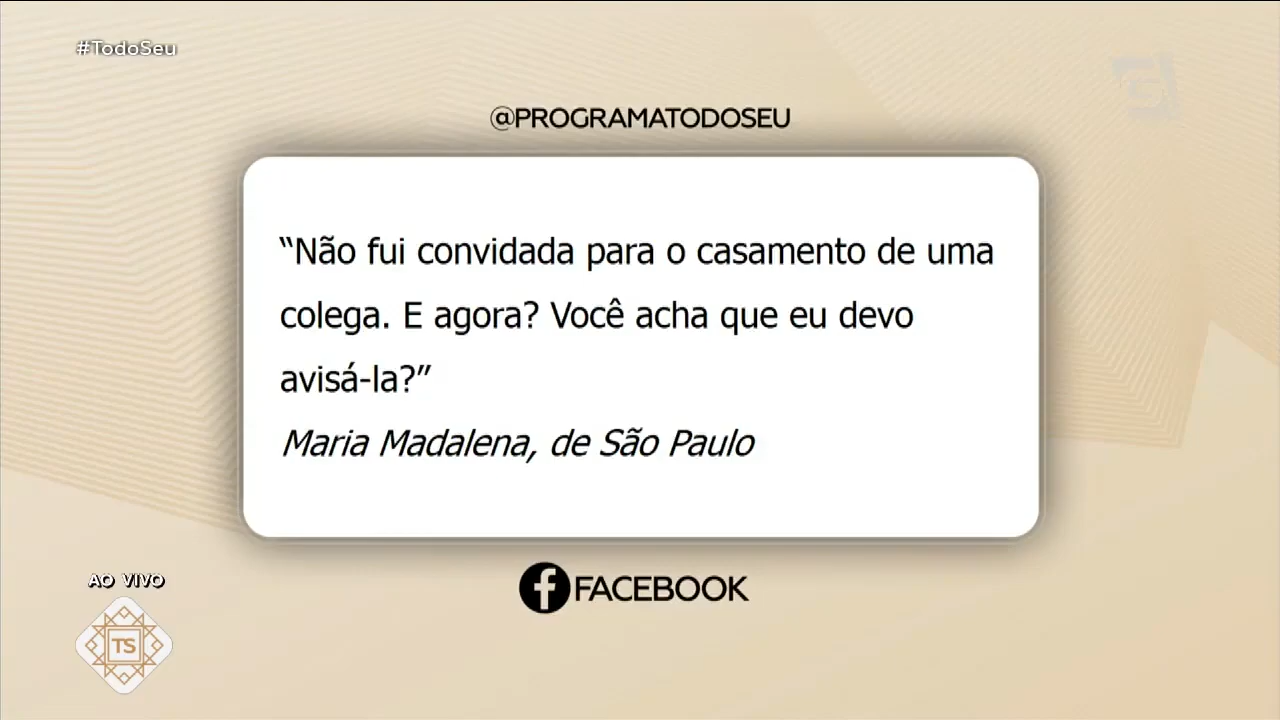 #TodoSeu
@PROGRAMATODOSEU
“Não fui convidada para o casamento de uma
colega. E agora? Você acha que eu devo
avisá-la?”
Maria Madalena, de São Paulo
FACEBOOK
AO VIVO
TS